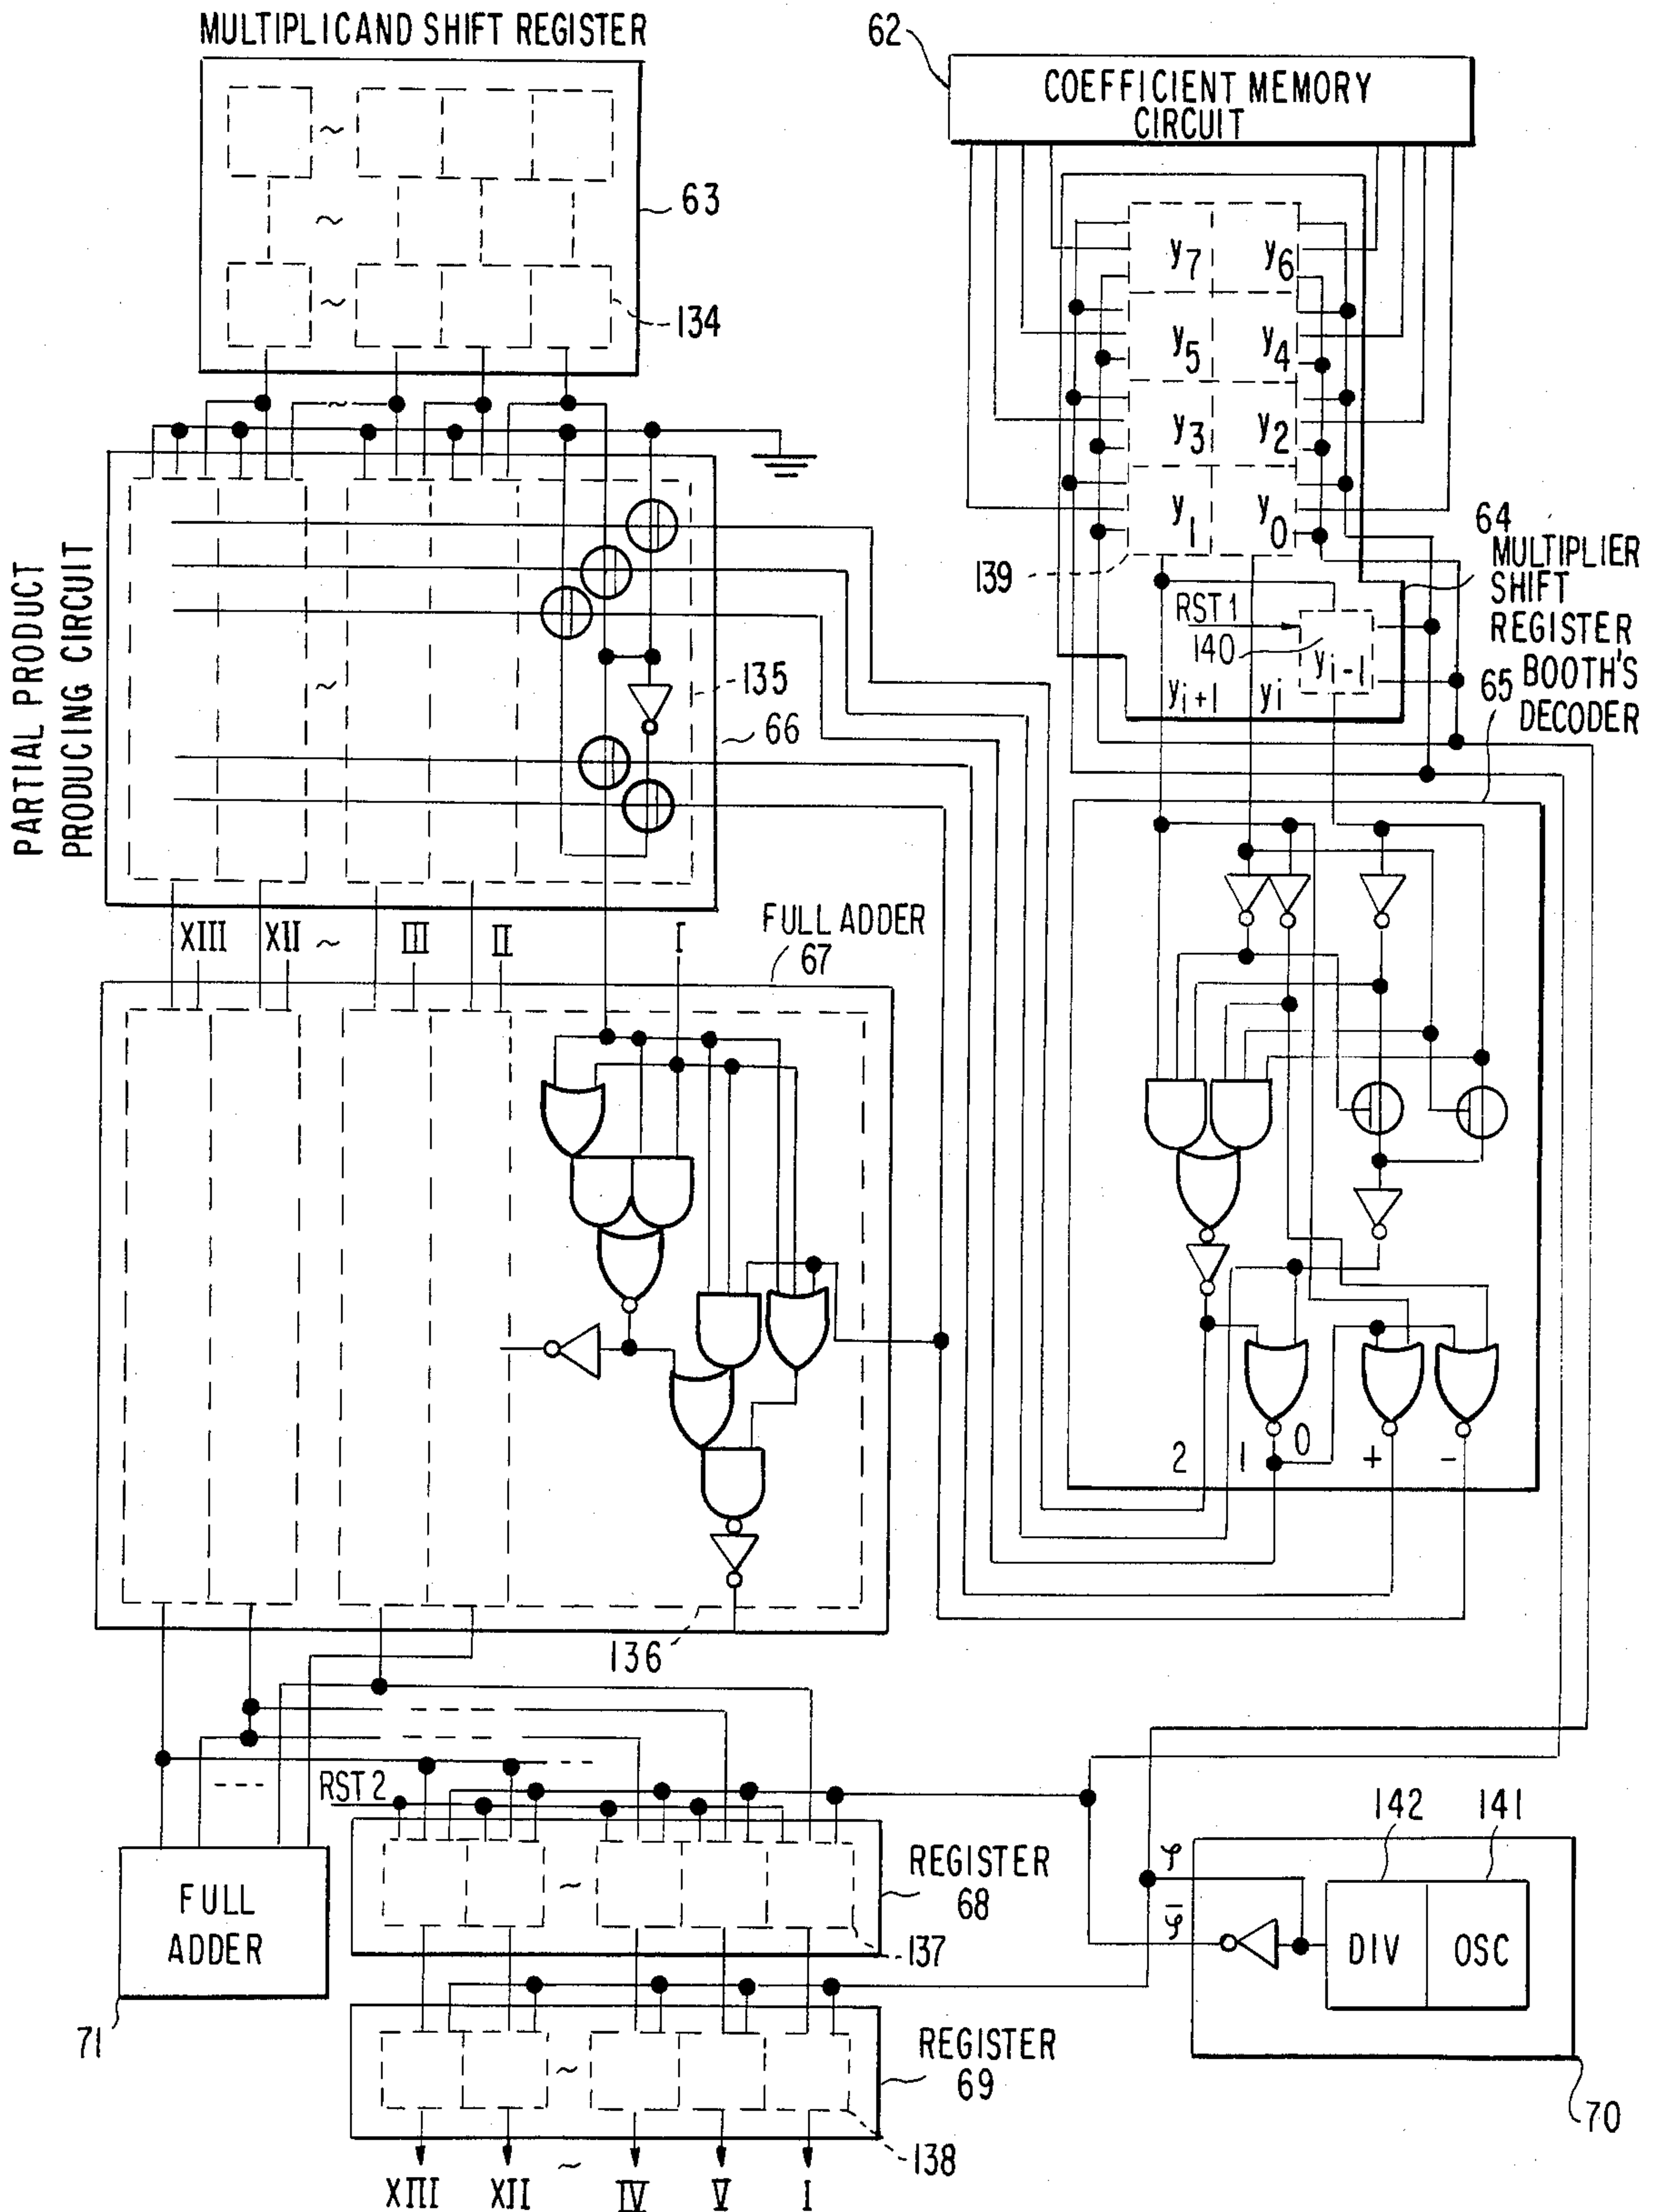 MULTIPLICAND SHIFT REGISTER
63
134
62
COEFFICIENT MEMORY
CIRCUIT
y7 y6
y5 y4
y3 y2
y1 y0
139
RST 1
140
yi-1
yi+1 yi
64
MULTIPLIER
SHIFT
REGISTER
65 BOOTH'S
DECODER
PARTIAL PRODUCT
PRODUCING CIRCUIT
~
~
~
~
135
66
XIII XII ~ III II I
FULL ADDER
67
2 1 0 + -
136
RST 2
FULL
ADDER
71
~
REGISTER
68
137
~
REGISTER
69
138
XIII XII ~ IV V I
φ
φ̄
142 141
DIV OSC
70